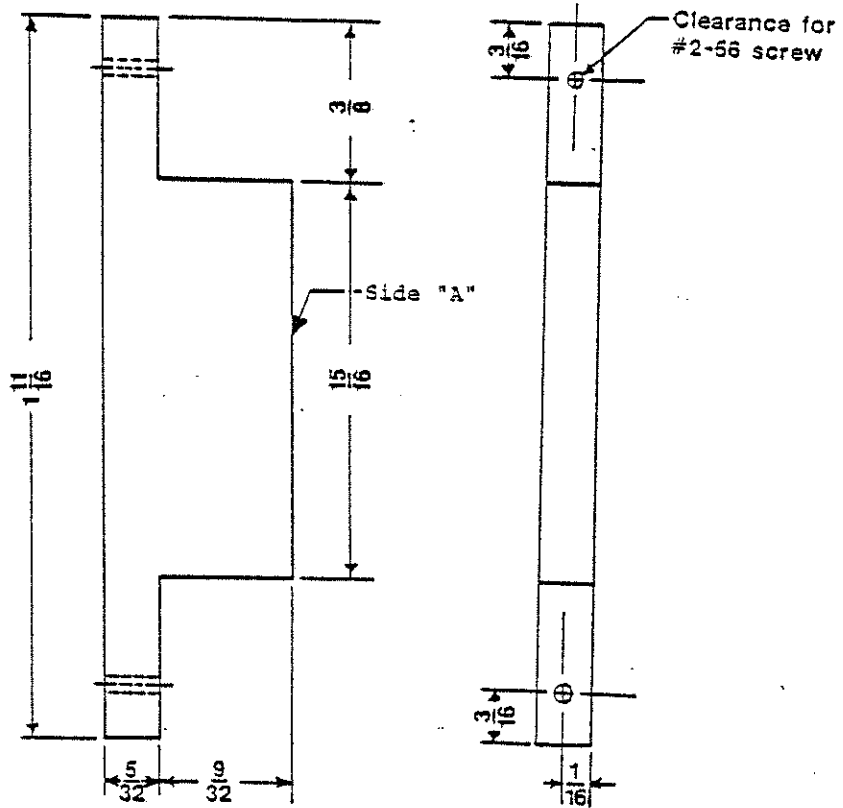 3/16
Clearance for
#2-56 screw
3/8
Side "A"
1 11/16
15/16
3/16
5/32
9/32
1/16